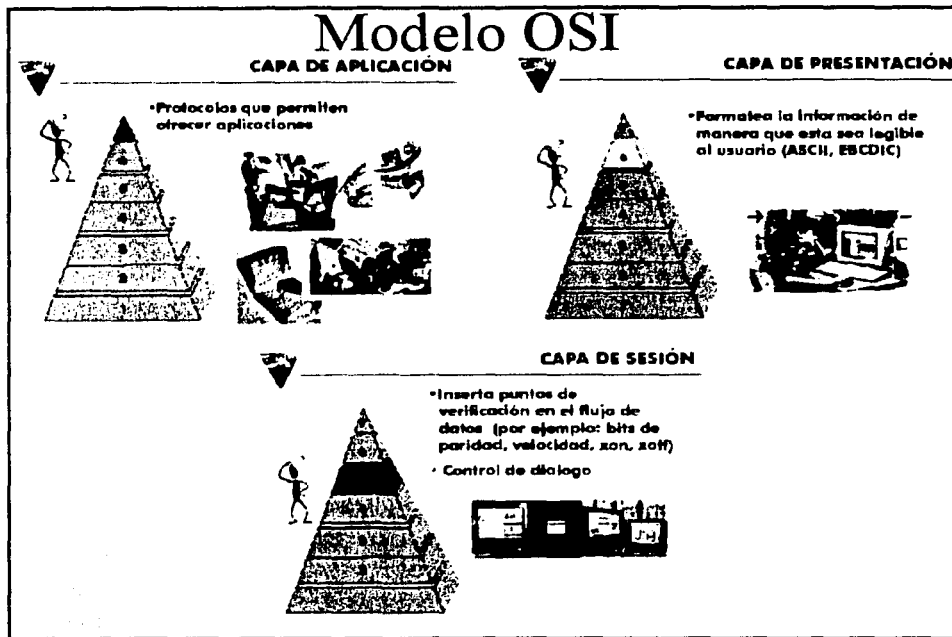 Modelo OSI
CAPA DE APLICACIÓN
•Protocolos que permiten
ofrecer aplicaciones
CAPA DE PRESENTACIÓN
•Formatea la información de
manera que esta sea legible
al usuario (ASCII, EBCDIC)
CAPA DE SESIÓN
•Inserta puntos de
verificación en el flujo de
datos (por ejemplo: bits de
paridad, velocidad, xon, xoff)
• Control de dialogo